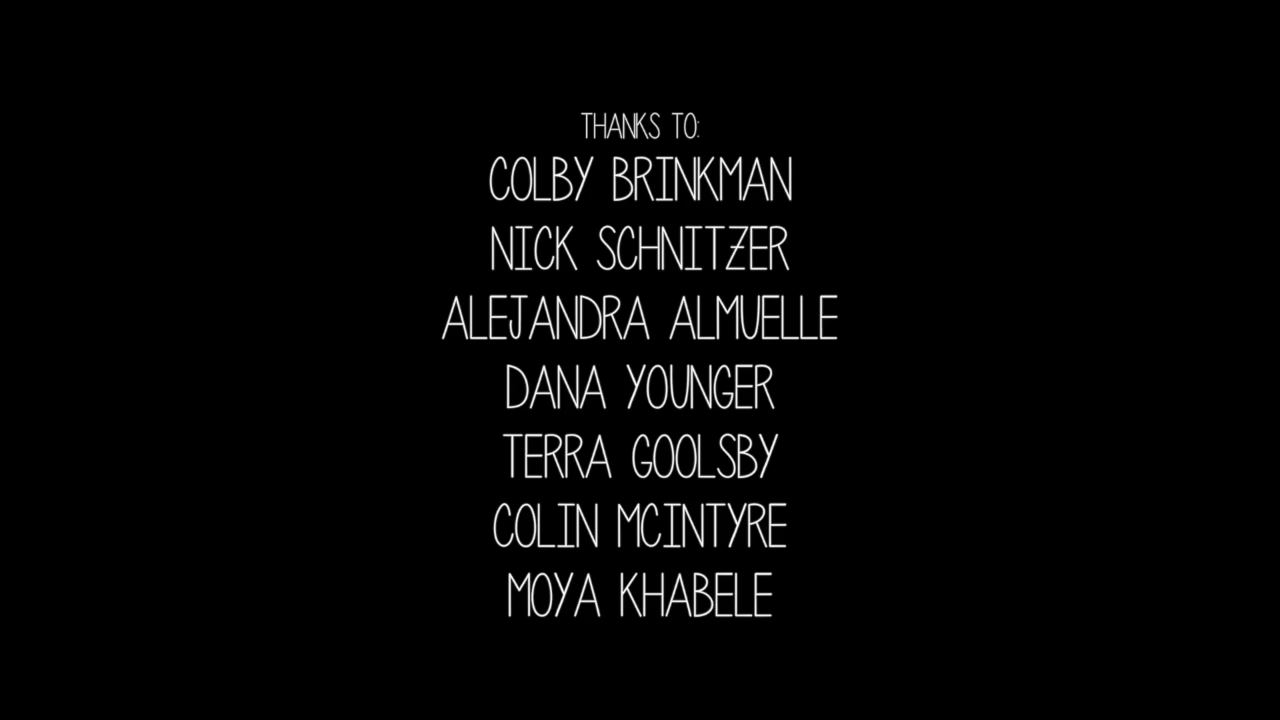 THANKS TO:
COLBY BRINKMAN
NICK SCHNITZER
ALEJANDRA ALMUELLE
DANA YOUNGER
TERRA GOOLSBY
COLIN MCINTYRE
MOYA KHABELE